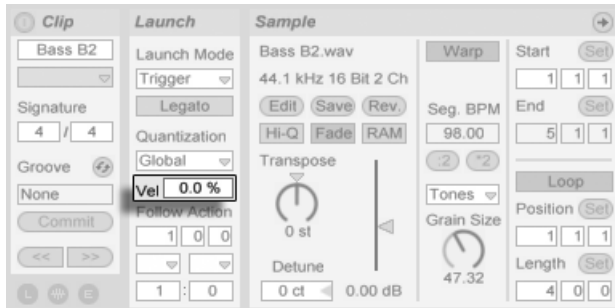 Clip
Bass B2
Signature
4 / 4
Groove
None
Commit
<< >>
L E
Launch
Launch Mode
Trigger
Legato
Quantization
Global
Vel 0.0 %
Follow Action
1 0 0
1 : 0
Sample
Bass B2.wav
44.1 kHz 16 Bit 2 Ch
Edit Save Rev.
Hi-Q Fade RAM
Transpose
0 st
Detune
0 ct 0.00 dB
Warp
Seg. BPM
98.00
:2 *2
Tones
Grain Size
47.32
Start Set
1 1 1
End Set
5 1 1
Loop
Position Set
1 1 1
Length Set
4 0 0